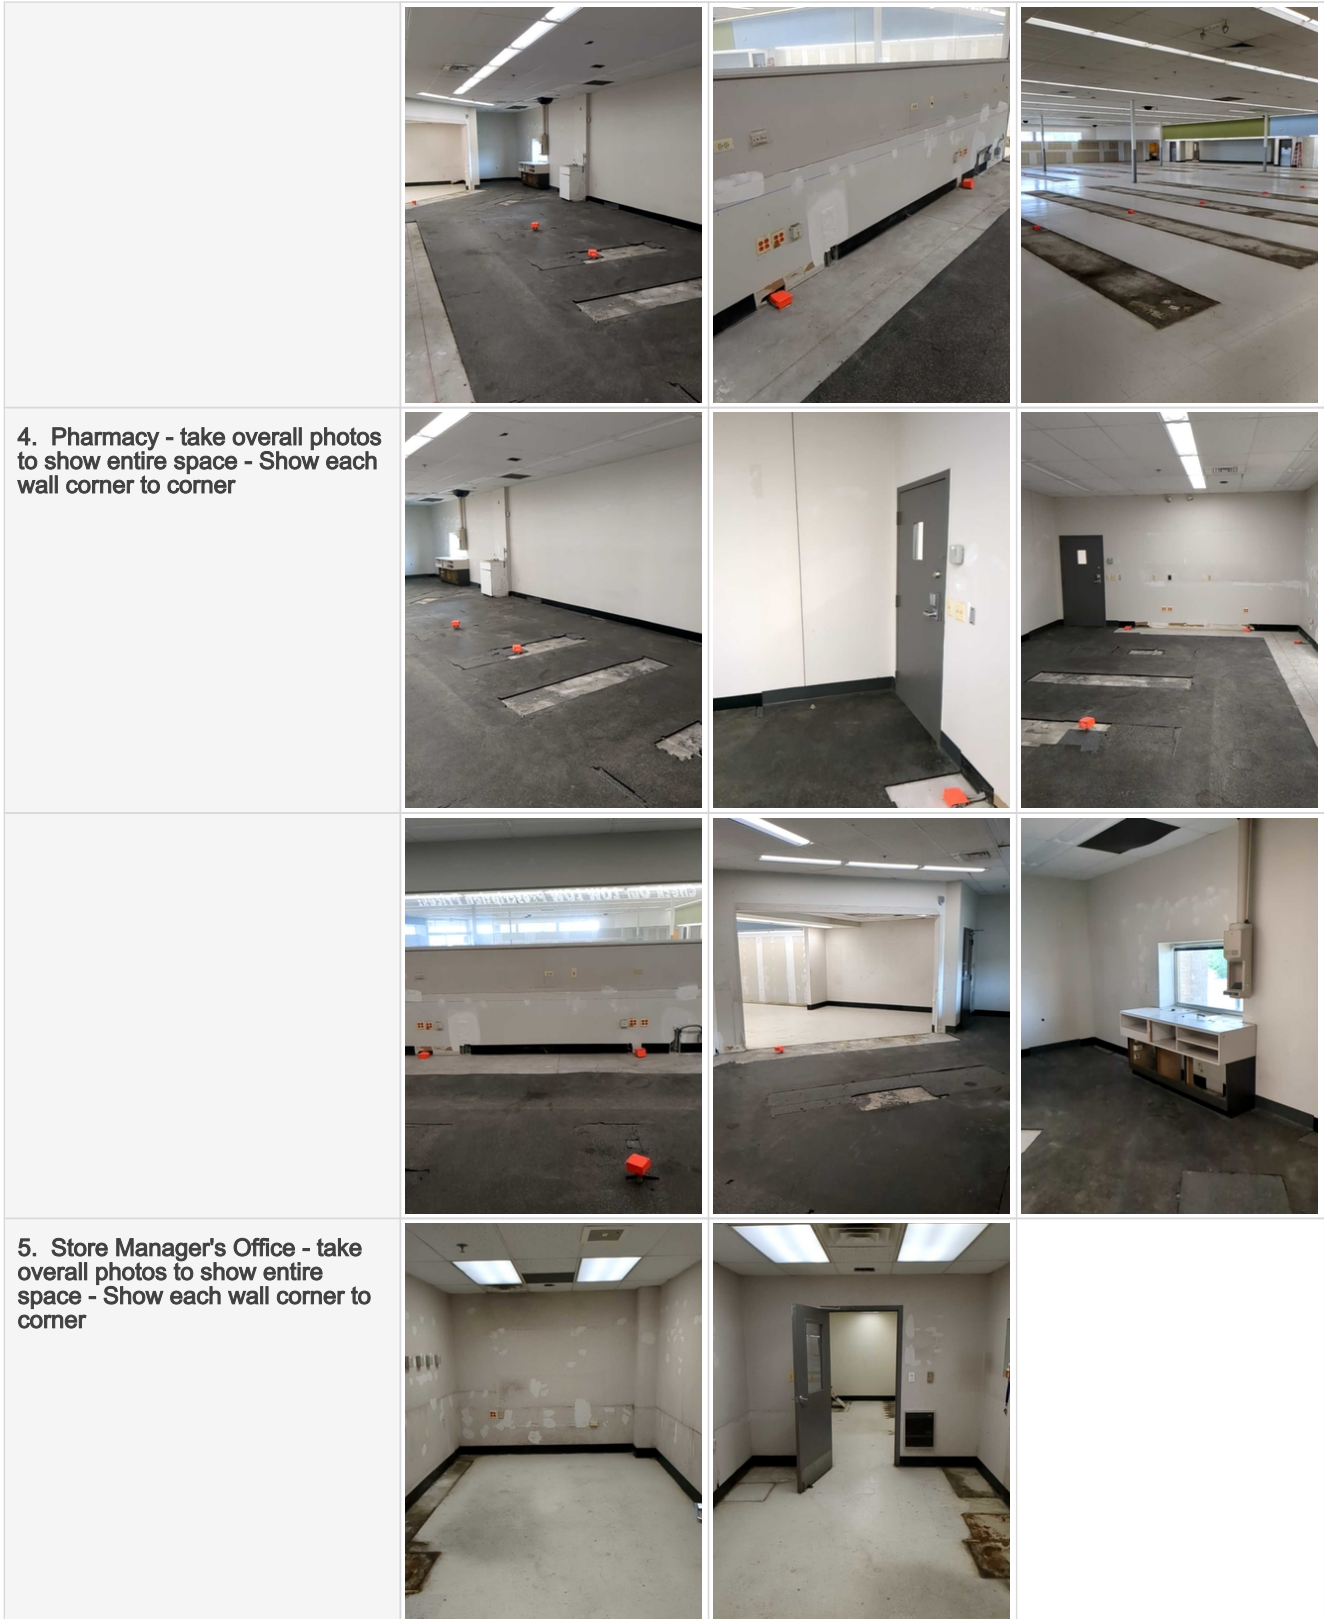 4. Pharmacy - take overall photos
to show entire space - Show each
wall corner to corner
5. Store Manager's Office - take
overall photos to show entire
space - Show each wall corner to
corner